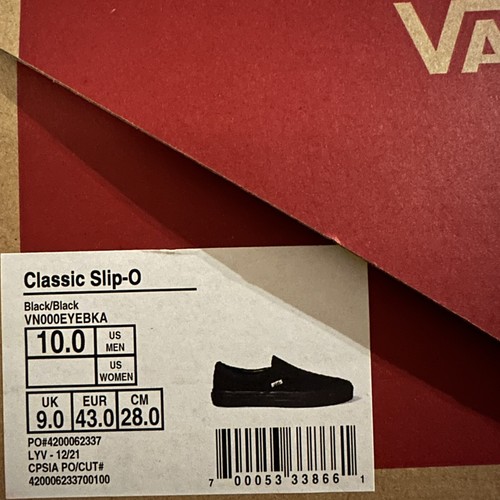 VA
Classic Slip-O
Black/Black
VN000EYEBKA
10.0 US MEN
US WOMEN
UK EUR CM
9.0 43.0 28.0
PO#4200062337
LYV - 12/21
CPSIA PO/CUT#
420006233700100
7 00053 33866 1